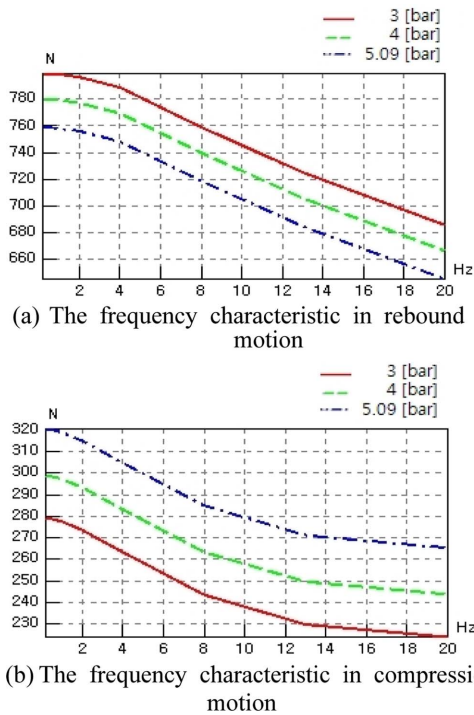 3 [bar]
4 [bar]
5.09 [bar]
N
780
760
740
720
700
680
660
0 2 4 6 8 10 12 14 16 18 20
Hz
(a) The frequency characteristic in rebound
motion
3 [bar]
4 [bar]
5.09 [bar]
N
320
310
300
290
280
270
260
250
240
230
Hz
2 4 6 8 10 12 14 16 18 20
(b) The frequency characteristic in compressi
motion